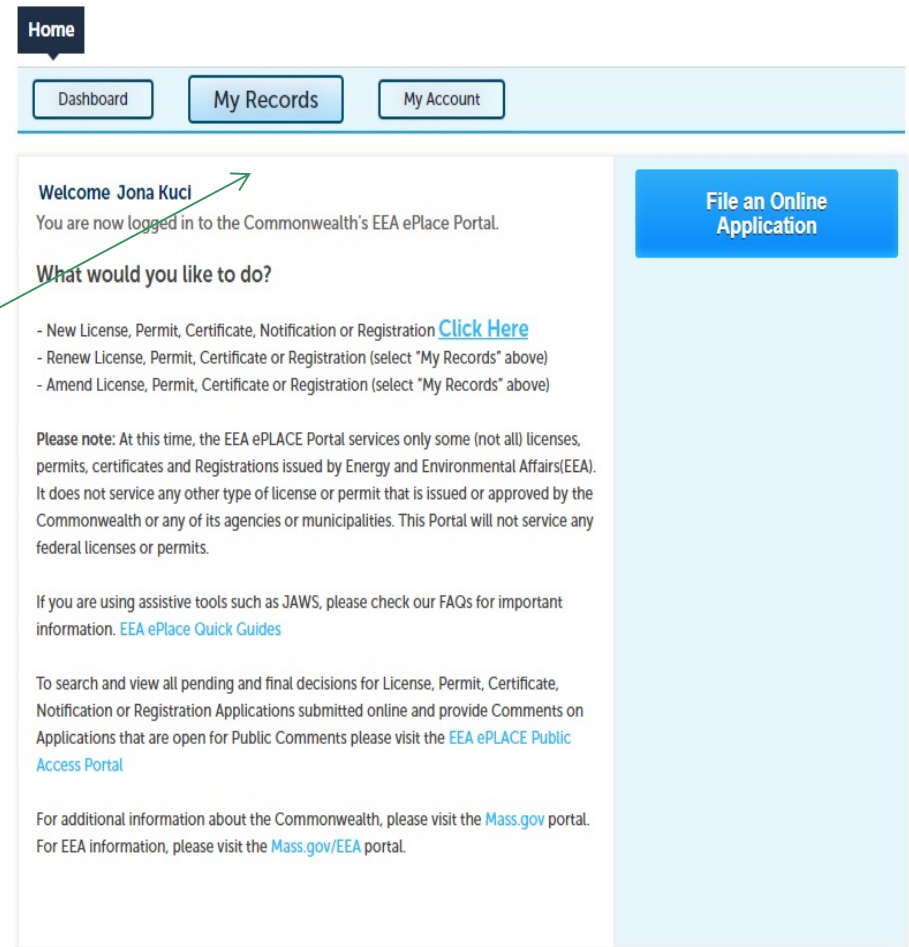 Home
Dashboard My Records My Account
Welcome Jona Kuci
You are now logged in to the Commonwealth's EEA ePlace Portal.
File an Online
Application
What would you like to do?
- New License, Permit, Certificate, Notification or Registration Click Here
- Renew License, Permit, Certificate or Registration (select "My Records" above)
- Amend License, Permit, Certificate or Registration (select "My Records" above)
Please note: At this time, the EEA ePLACE Portal services only some (not all) licenses,
permits, certificates and Registrations issued by Energy and Environmental Affairs(EEA).
It does not service any other type of license or permit that is issued or approved by the
Commonwealth or any of its agencies or municipalities. This Portal will not service any
federal licenses or permits.
If you are using assistive tools such as JAWS, please check our FAQs for important
information. EEA ePlace Quick Guides
To search and view all pending and final decisions for License, Permit, Certificate,
Notification or Registration Applications submitted online and provide Comments on
Applications that are open for Public Comments please visit the EEA ePLACE Public
Access Portal
For additional information about the Commonwealth, please visit the Mass.gov portal.
For EEA information, please visit the Mass.gov/EEA portal.